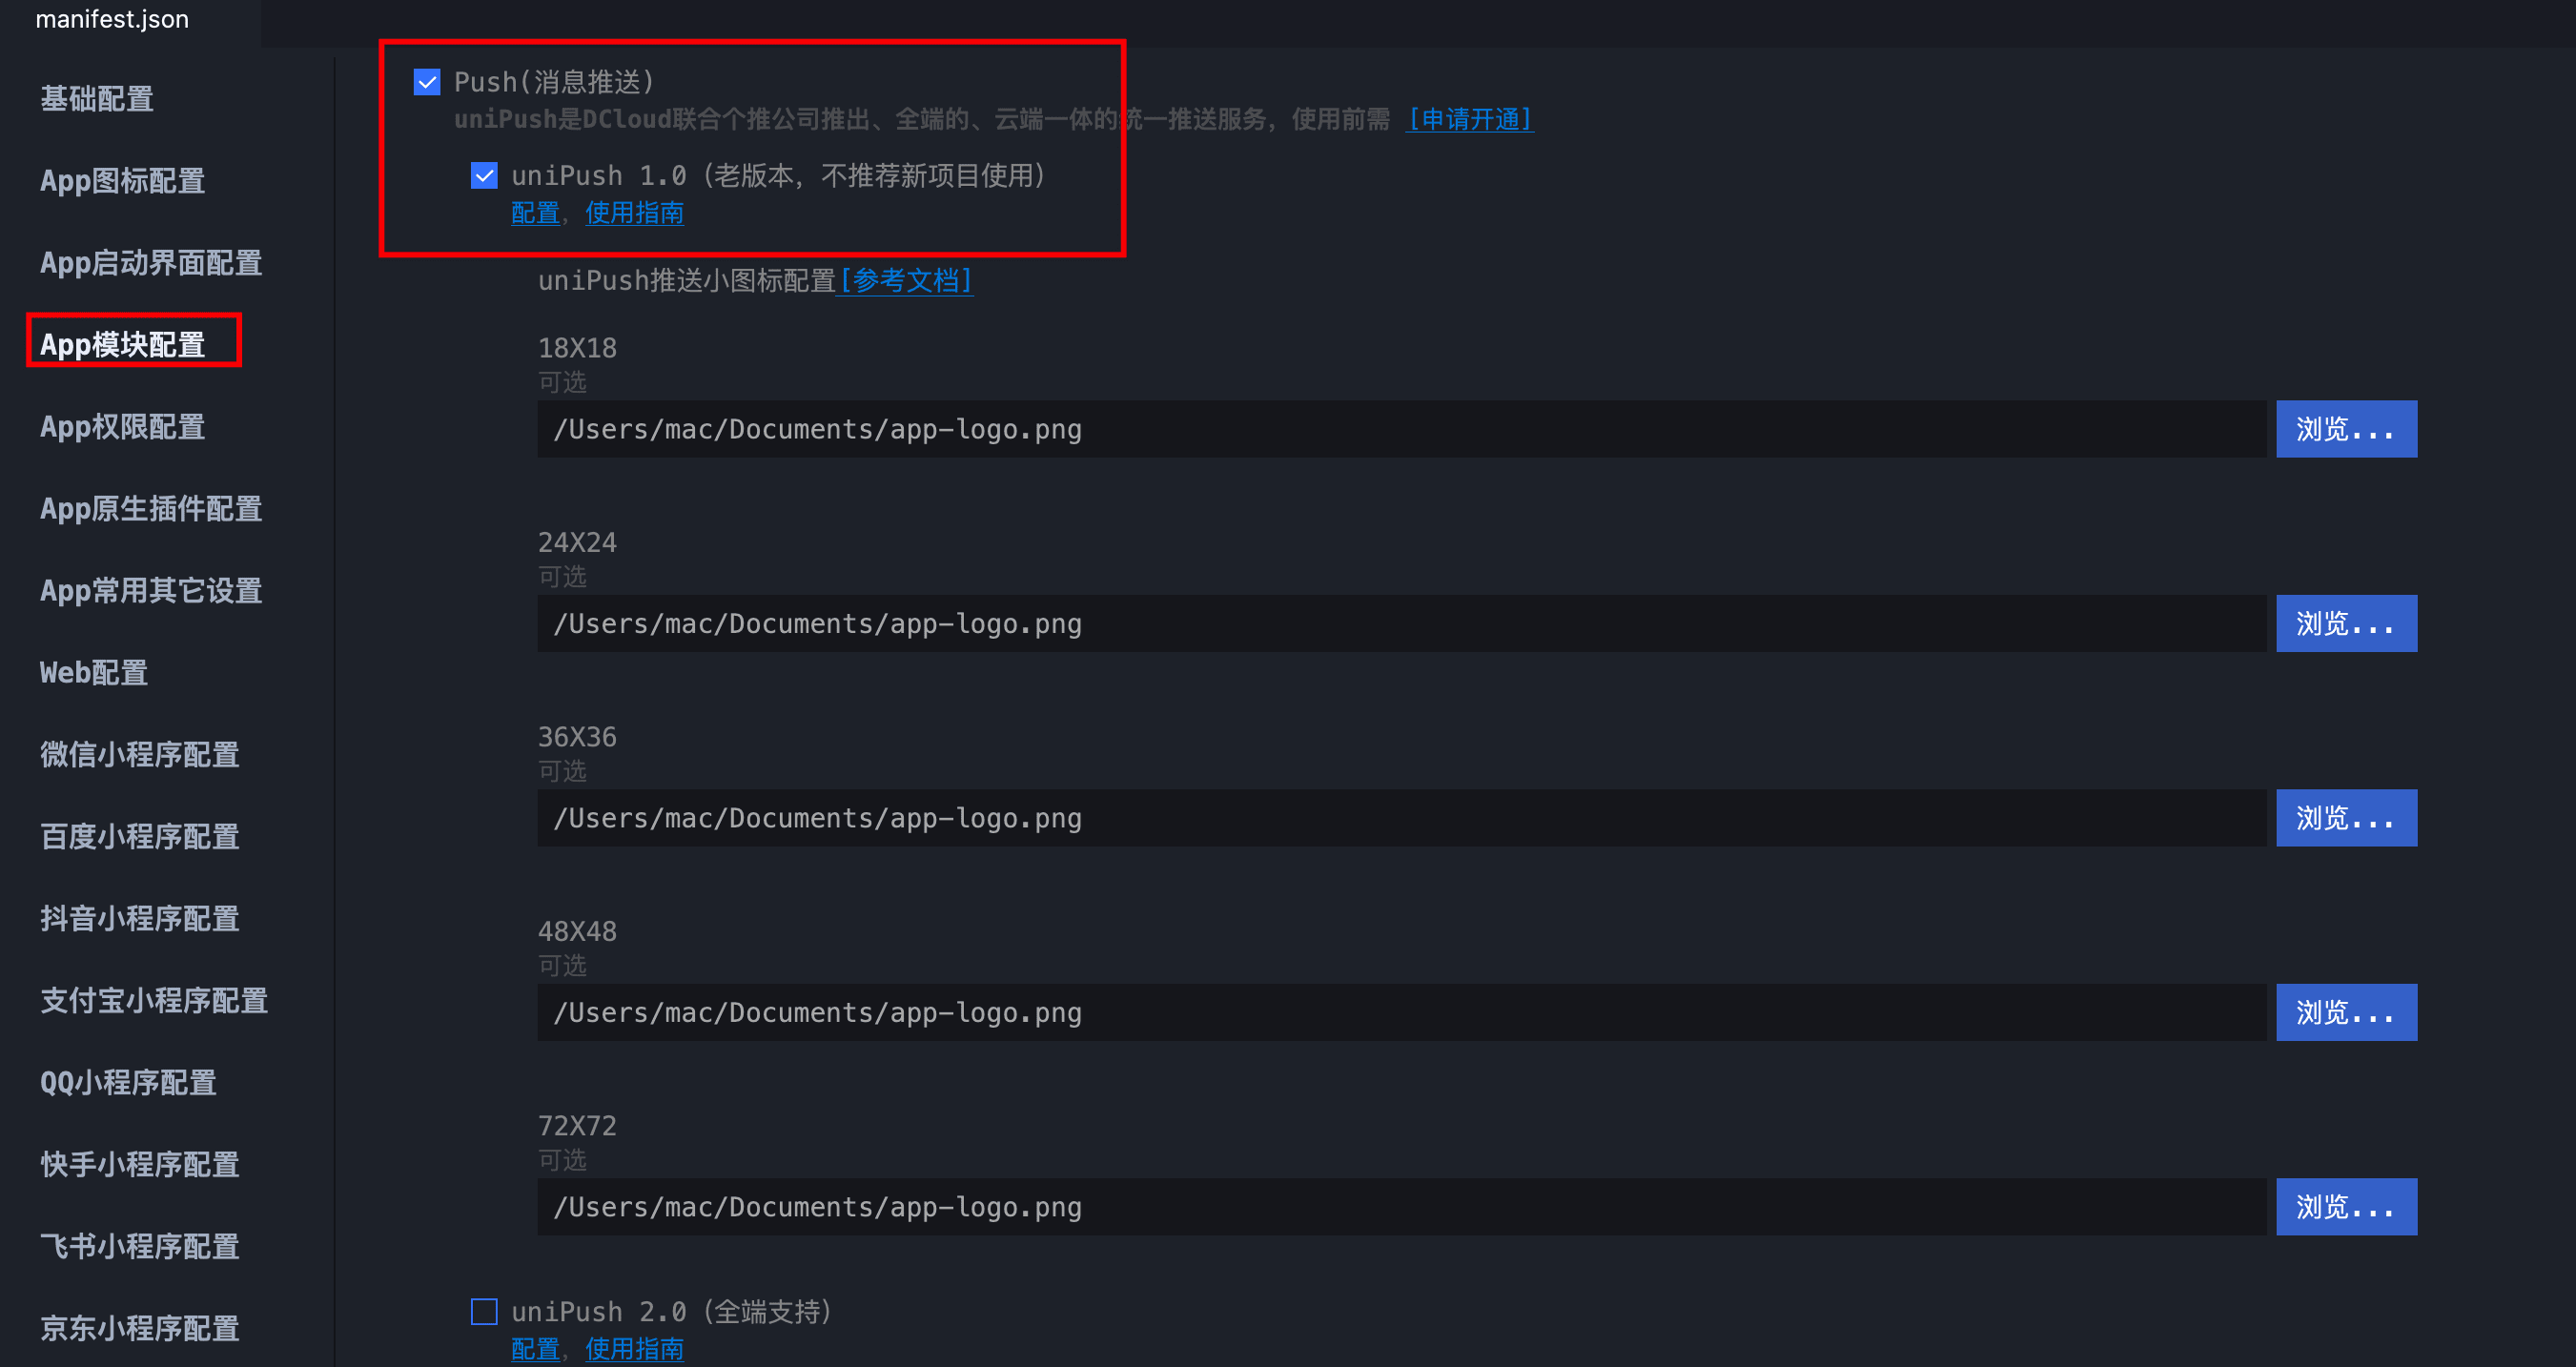 manifest.json
基础配置
App图标配置
App启动界面配置
App模块配置
App权限配置
App原生插件配置
App常用其它设置
Web配置
微信小程序配置
百度小程序配置
抖音小程序配置
支付宝小程序配置
QQ小程序配置
快手小程序配置
飞书小程序配置
京东小程序配置
Push(消息推送)
uniPush是DCloud联合个推公司推出、全端的、云端一体的统一推送服务，使用前需 [申请开通]
uniPush 1.0（老版本，不推荐新项目使用）
配置，使用指南
uniPush推送小图标配置[参考文档]
18X18
可选
/Users/mac/Documents/app-logo.png 浏览...
24X24
可选
/Users/mac/Documents/app-logo.png 浏览...
36X36
可选
/Users/mac/Documents/app-logo.png 浏览...
48X48
可选
/Users/mac/Documents/app-logo.png 浏览...
72X72
可选
/Users/mac/Documents/app-logo.png 浏览...
uniPush 2.0（全端支持）
配置，使用指南